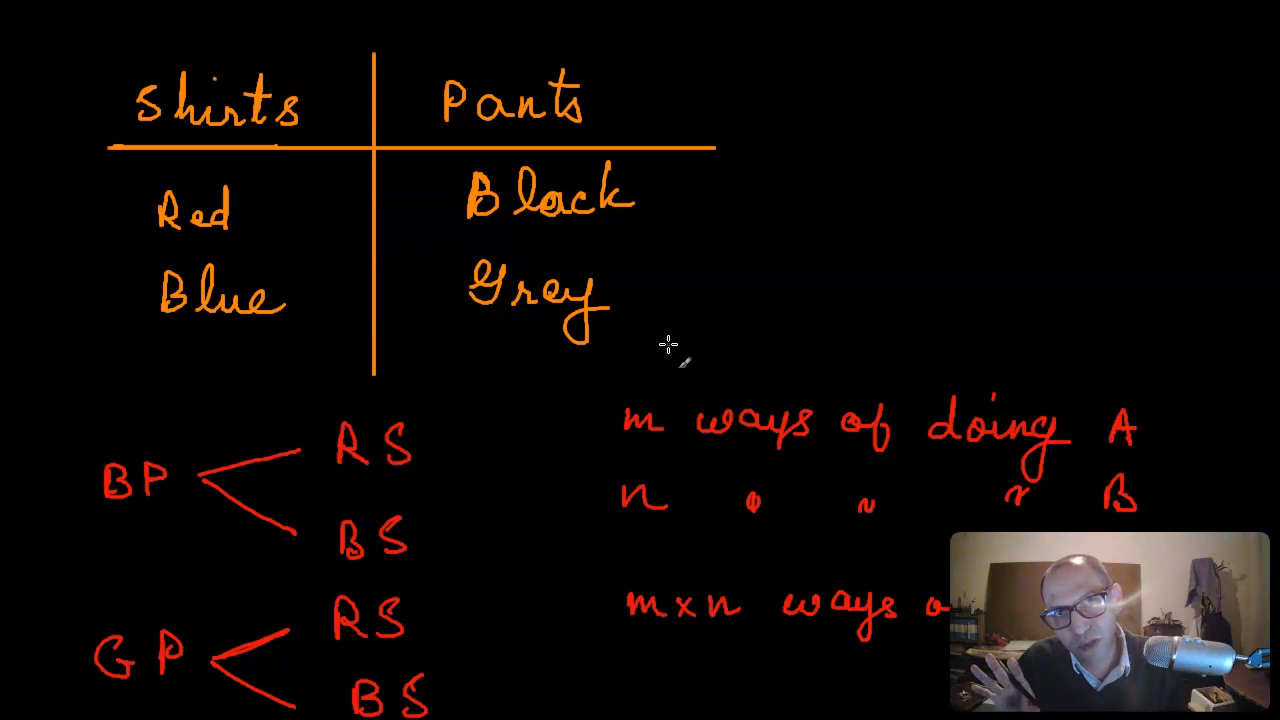 Shirts Pants
Red Black
Blue Grey
BP RS
BS
GP RS
BS
m ways of doing A
n " " " B
m x n ways